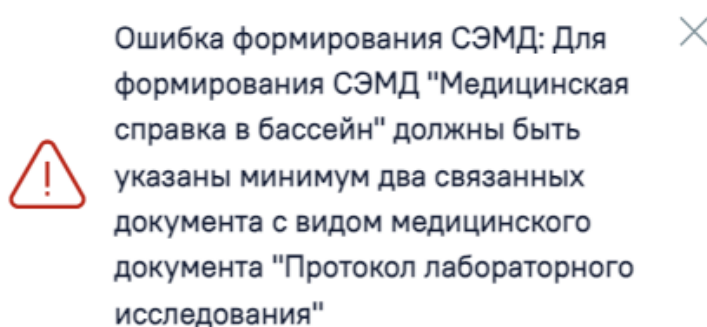 Ошибка формирования СЭМД: Для
формирования СЭМД "Медицинская
справка в бассейн" должны быть
указаны минимум два связанных
документа с видом медицинского
документа "Протокол лабораторного
исследования"